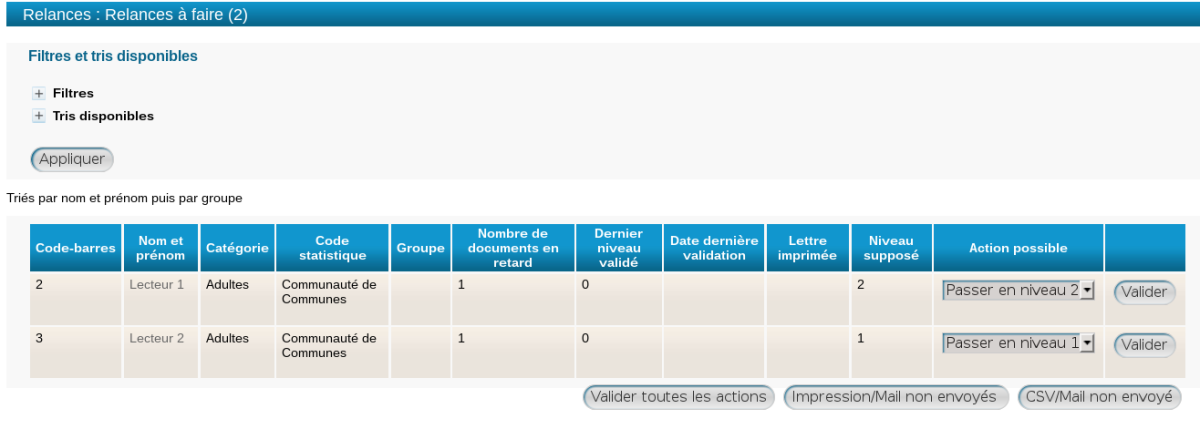 Relances : Relances à faire (2)
Filtres et tris disponibles
Filtres
Tris disponibles
Appliquer
Triés par nom et prénom puis par groupe
Code-barres Nom et prénom Catégorie Code statistique Groupe Nombre de documents en retard Dernier niveau validé Date dernière validation Lettre imprimée Niveau supposé Action possible
2 Lecteur 1 Adultes Communauté de Communes 1 0 2 Passer en niveau 2 Valider
3 Lecteur 2 Adultes Communauté de Communes 1 0 1 Passer en niveau 1 Valider
Valider toutes les actions Impression/Mail non envoyés CSV/Mail non envoyé